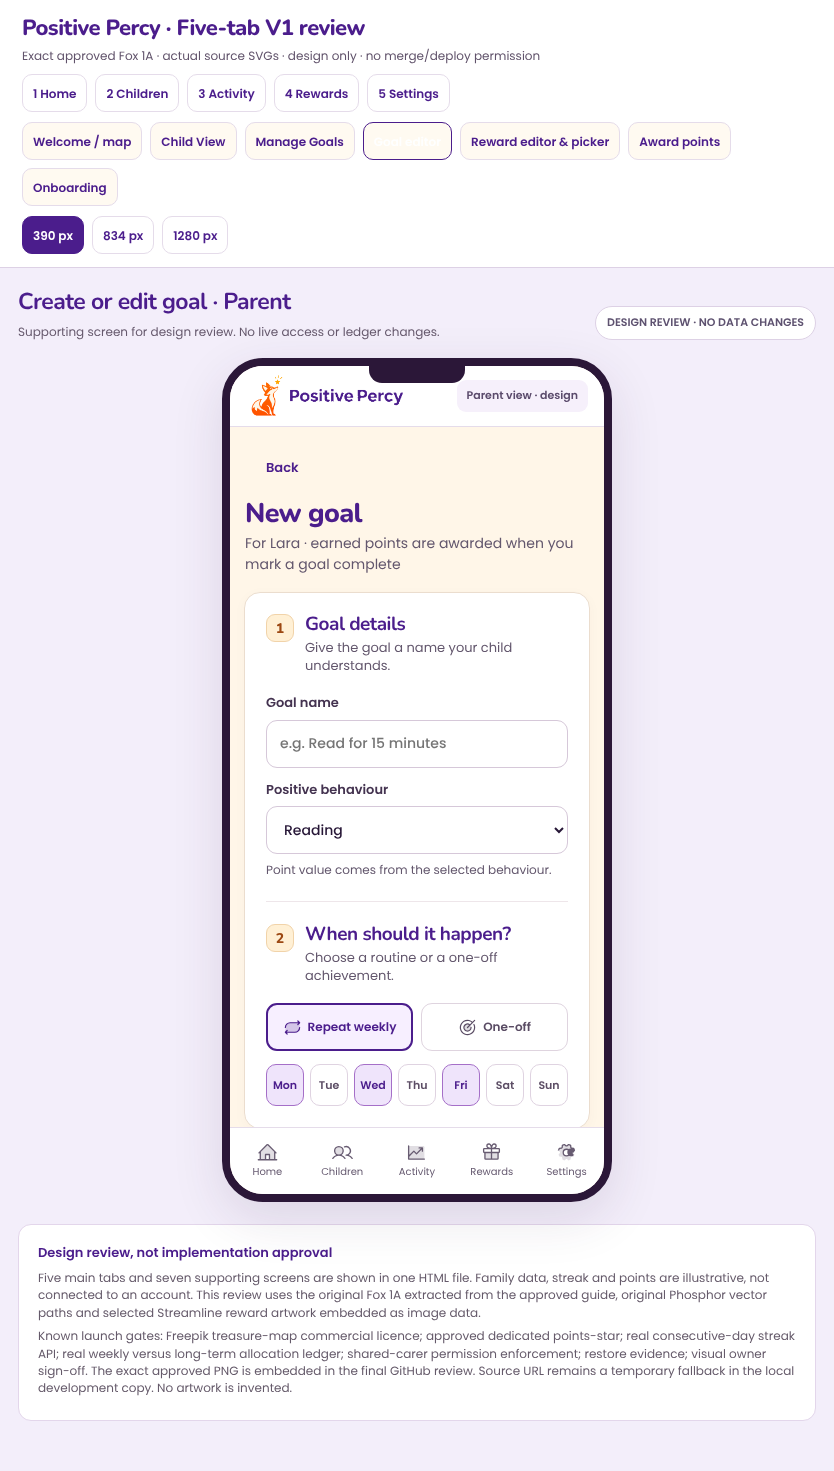 Positive Percy · Five-tab V1 review
Exact approved Fox 1A · actual source SVGs · design only · no merge/deploy permission
1 Home
2 Children
3 Activity
4 Rewards
5 Settings
Welcome / map
Child View
Manage Goals
Goal editor
Reward editor & picker
Award points
Onboarding
390 px
834 px
1280 px
Create or edit goal · Parent
Supporting screen for design review. No live access or ledger changes.
DESIGN REVIEW · NO DATA CHANGES
Positive Percy
Parent view · design
Back
New goal
For Lara · earned points are awarded when you
mark a goal complete
1
Goal details
Give the goal a name your child
understands.
Goal name
e.g. Read for 15 minutes
Positive behaviour
Reading
Point value comes from the selected behaviour.
2
When should it happen?
Choose a routine or a one-off
achievement.
Repeat weekly
One-off
Mon
Tue
Wed
Thu
Fri
Sat
Sun
Home
Children
Activity
Rewards
Settings
Design review, not implementation approval
Five main tabs and seven supporting screens are shown in one HTML file. Family data, streak and points are illustrative, not
connected to an account. This review uses the original Fox 1A extracted from the approved guide, original Phosphor vector
paths and selected Streamline reward artwork embedded as image data.
Known launch gates: Freepik treasure-map commercial licence; approved dedicated points-star; real consecutive-day streak
API; real weekly versus long-term allocation ledger; shared-carer permission enforcement; restore evidence; visual owner
sign-off. The exact approved PNG is embedded in the final GitHub review. Source URL remains a temporary fallback in the local
development copy. No artwork is invented.